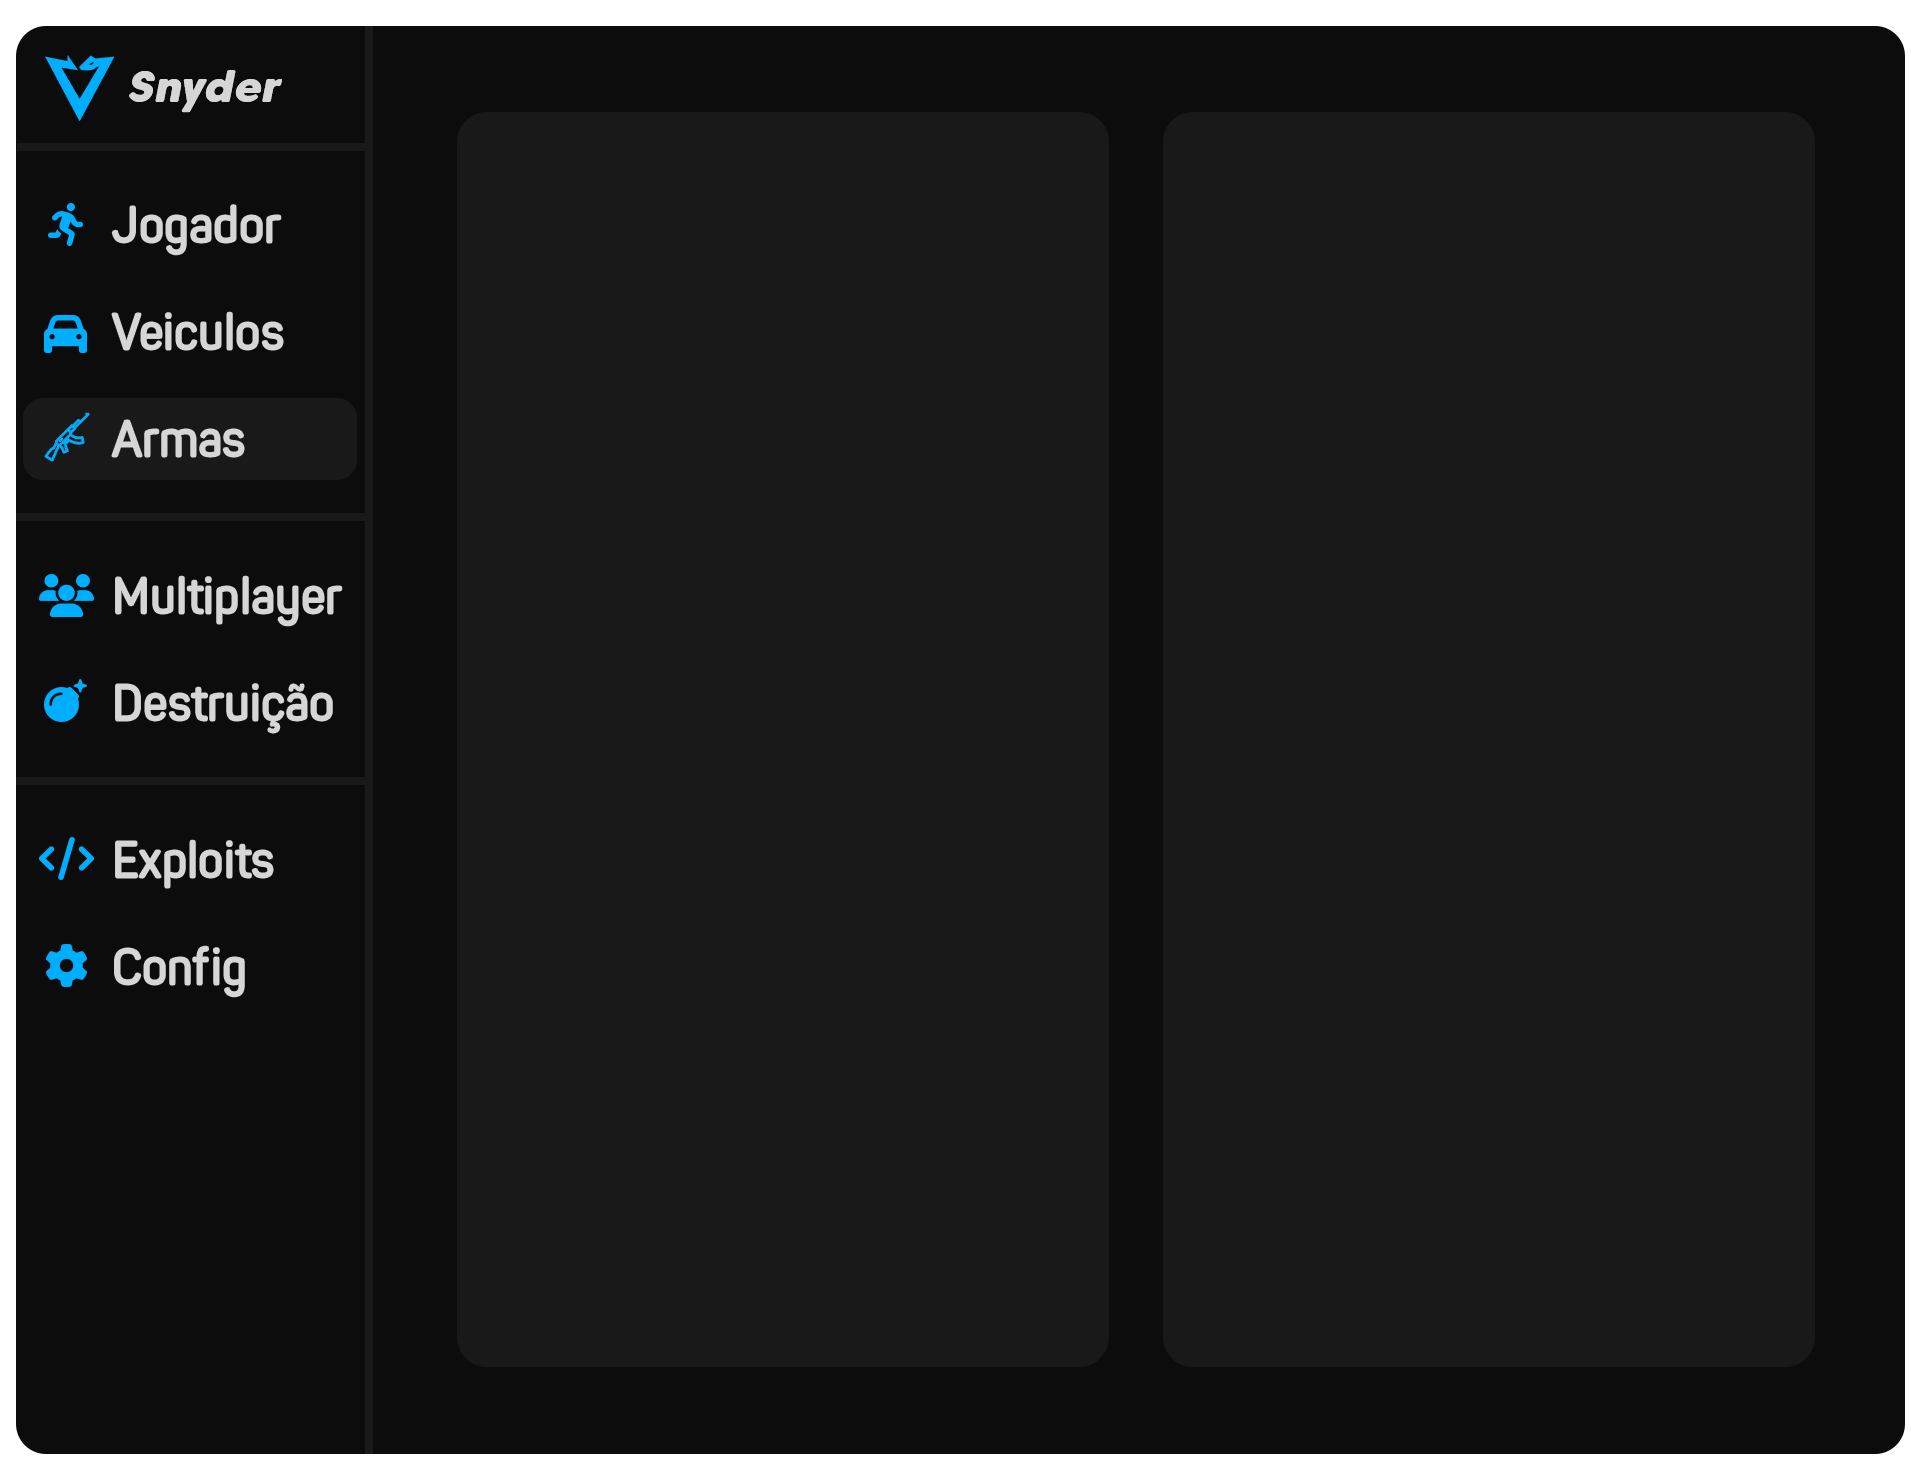 Snyder
Jogador
Veiculos
Armas
Multiplayer
Destruição
Exploits
Config